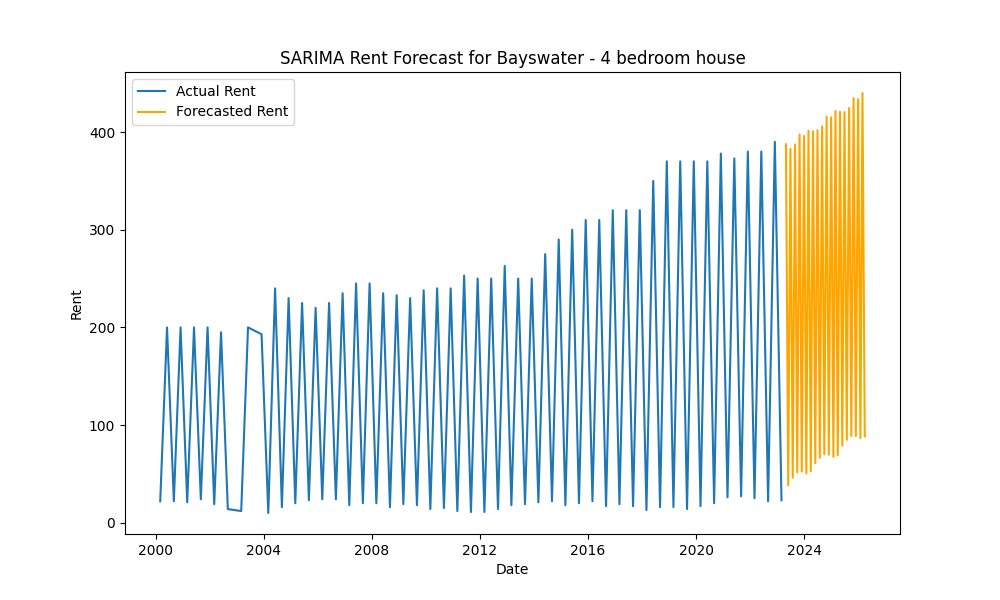 SARIMA Rent Forecast for Bayswater - 4 bedroom house
Actual Rent
Forecasted Rent
400
300
200
100
0
Rent
2000 2004 2008 2012 2016 2020 2024
Date